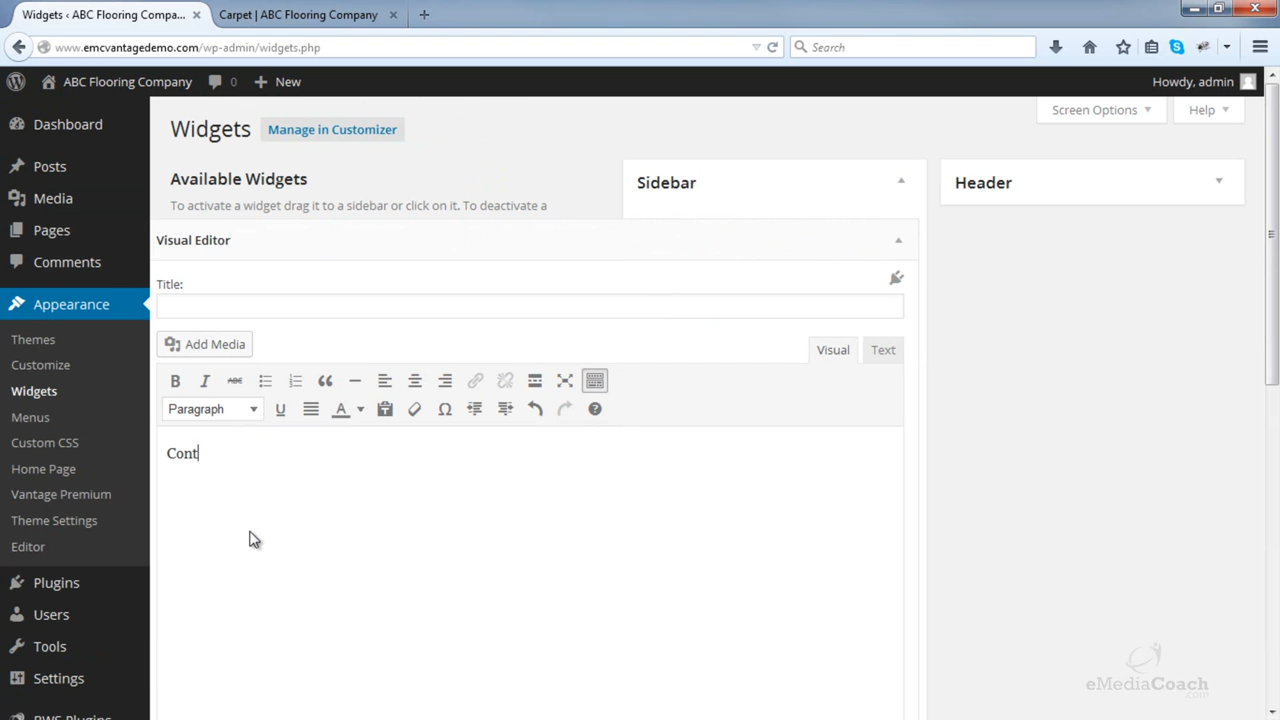 Widgets ‹ ABC Flooring Compa...
Carpet | ABC Flooring Company
www.emcvantagedemo.com/wp-admin/widgets.php
Search
ABC Flooring Company
0
New
Howdy, admin
Screen Options
Help
Dashboard
Posts
Media
Pages
Comments
Appearance
Themes
Customize
Widgets
Menus
Custom CSS
Home Page
Vantage Premium
Theme Settings
Editor
Plugins
Users
Tools
Settings
BWS Plugins
Widgets
Manage in Customizer
Available Widgets
To activate a widget drag it to a sidebar or click on it. To deactivate a
Sidebar
Header
Visual Editor
Title:
Add Media
Visual
Text
B I ABC
Paragraph
U
A
Ω
Cont
eMediaCoach
.com